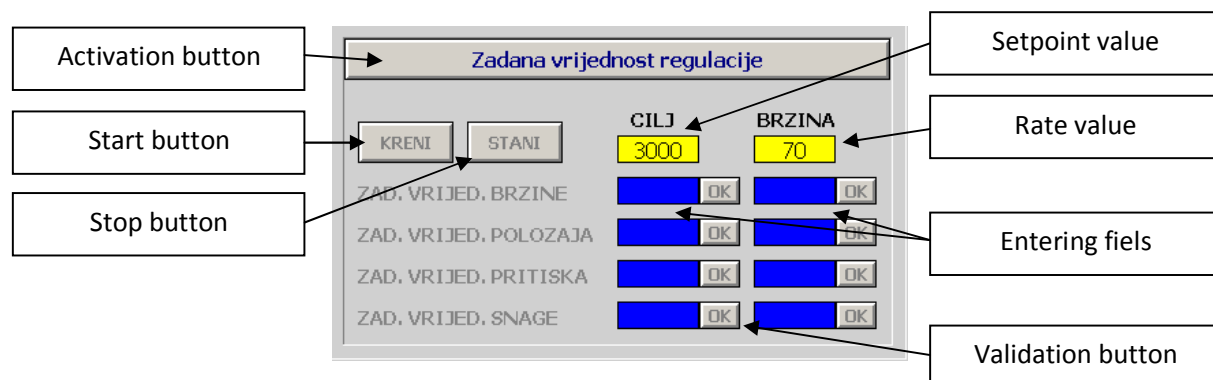 Activation button
Start button
Stop button
Zadana vrijednost regulacije
CILJ BRZINA
KRENI STANI 3000 70
ZAD. VRIJED. BRZINE OK OK
ZAD. VRIJED. POLOZAJA OK OK
ZAD. VRIJED. PRITISKA OK OK
ZAD. VRIJED. SNAGE OK OK
Setpoint value
Rate value
Entering fiels
Validation button